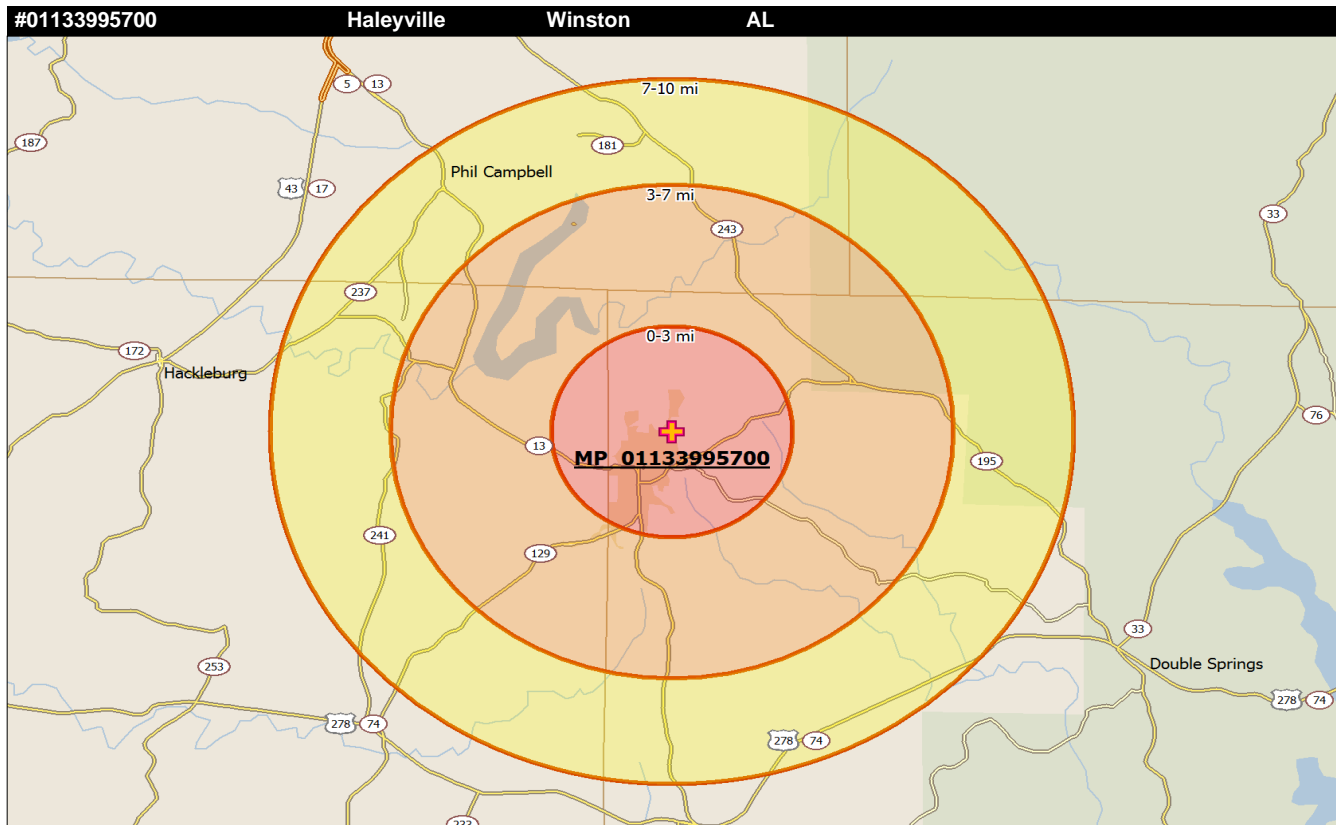 #01133995700 Haleyville Winston AL
7-10 mi
5 13
187
181
Phil Campbell
43 17
3-7 mi
33
243
237
0-3 mi
172
Hackleburg
76
13
MP 01133995700
195
241
129
33
253
Double Springs
278 74
278 74
278 74
233